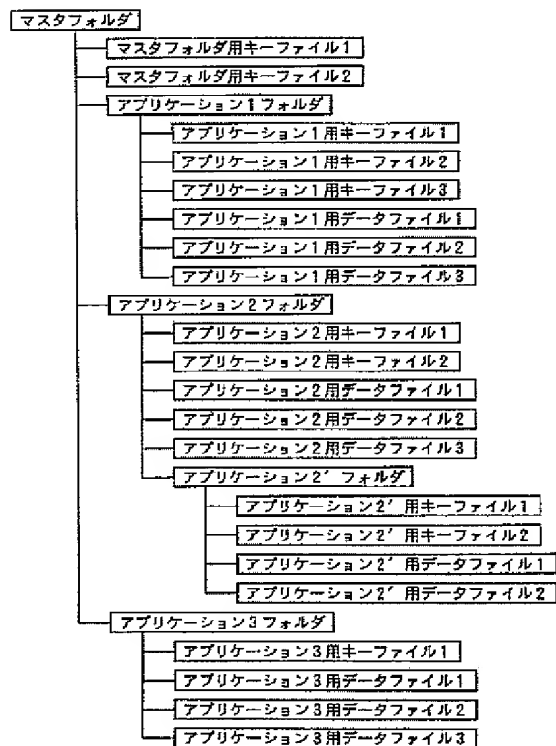 マスタフォルダ
マスタフォルダ用キーファイル1
マスタフォルダ用キーファイル2
アプリケーション1フォルダ
アプリケーション1用キーファイル1
アプリケーション1用キーファイル2
アプリケーション1用キーファイル3
アプリケーション1用データファイル1
アプリケーション1用データファイル2
アプリケーション1用データファイル3
アプリケーション2フォルダ
アプリケーション2用キーファイル1
アプリケーション2用キーファイル2
アプリケーション2用データファイル1
アプリケーション2用データファイル2
アプリケーション2用データファイル3
アプリケーション2′フォルダ
アプリケーション2′用キーファイル1
アプリケーション2′用キーファイル2
アプリケーション2′用データファイル1
アプリケーション2′用データファイル2
アプリケーション3フォルダ
アプリケーション3用キーファイル1
アプリケーション3用データファイル1
アプリケーション3用データファイル2
アプリケーション3用データファイル3